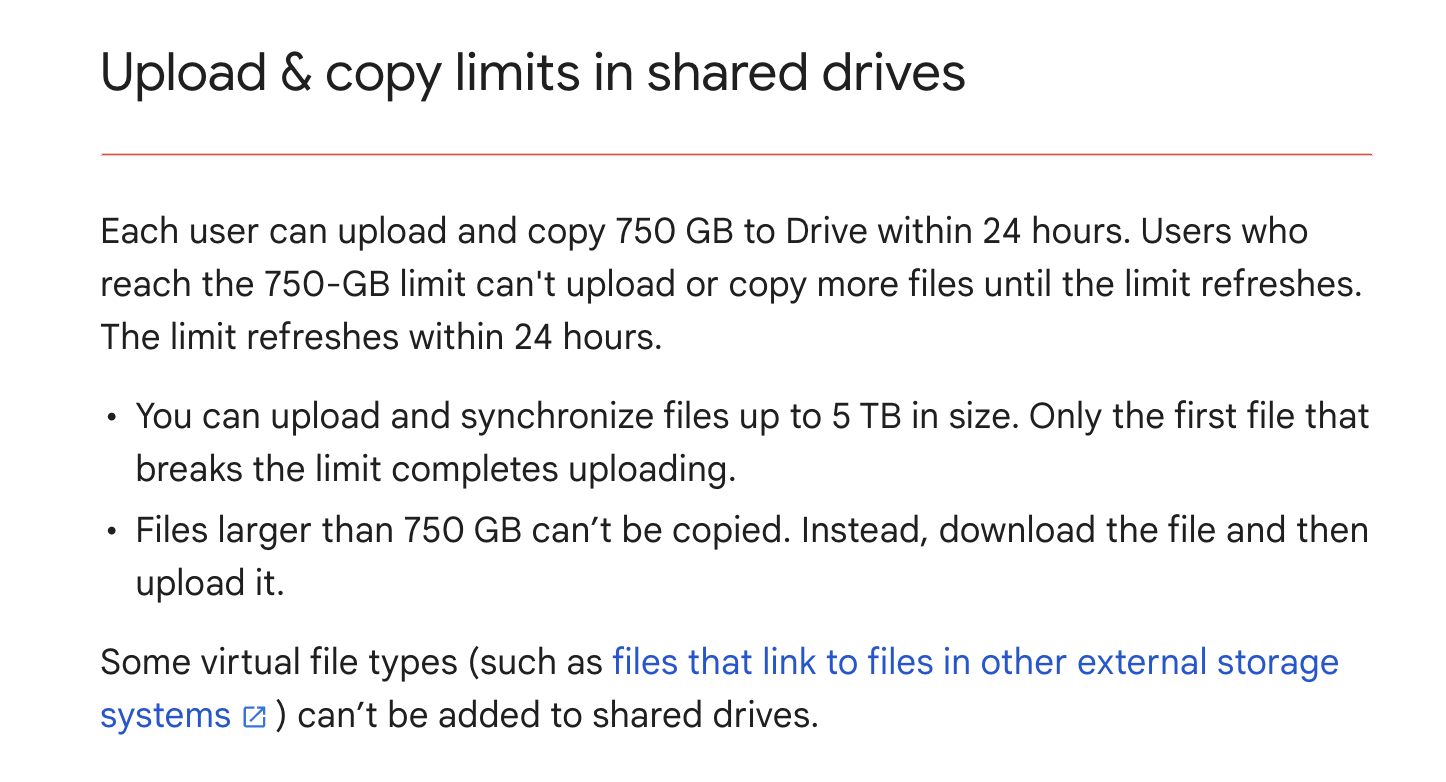 Upload & copy limits in shared drives
Each user can upload and copy 750 GB to Drive within 24 hours. Users who
reach the 750-GB limit can't upload or copy more files until the limit refreshes.
The limit refreshes within 24 hours.
• You can upload and synchronize files up to 5 TB in size. Only the first file that
breaks the limit completes uploading.
• Files larger than 750 GB can’t be copied. Instead, download the file and then
upload it.
Some virtual file types (such as files that link to files in other external storage
systems ) can’t be added to shared drives.